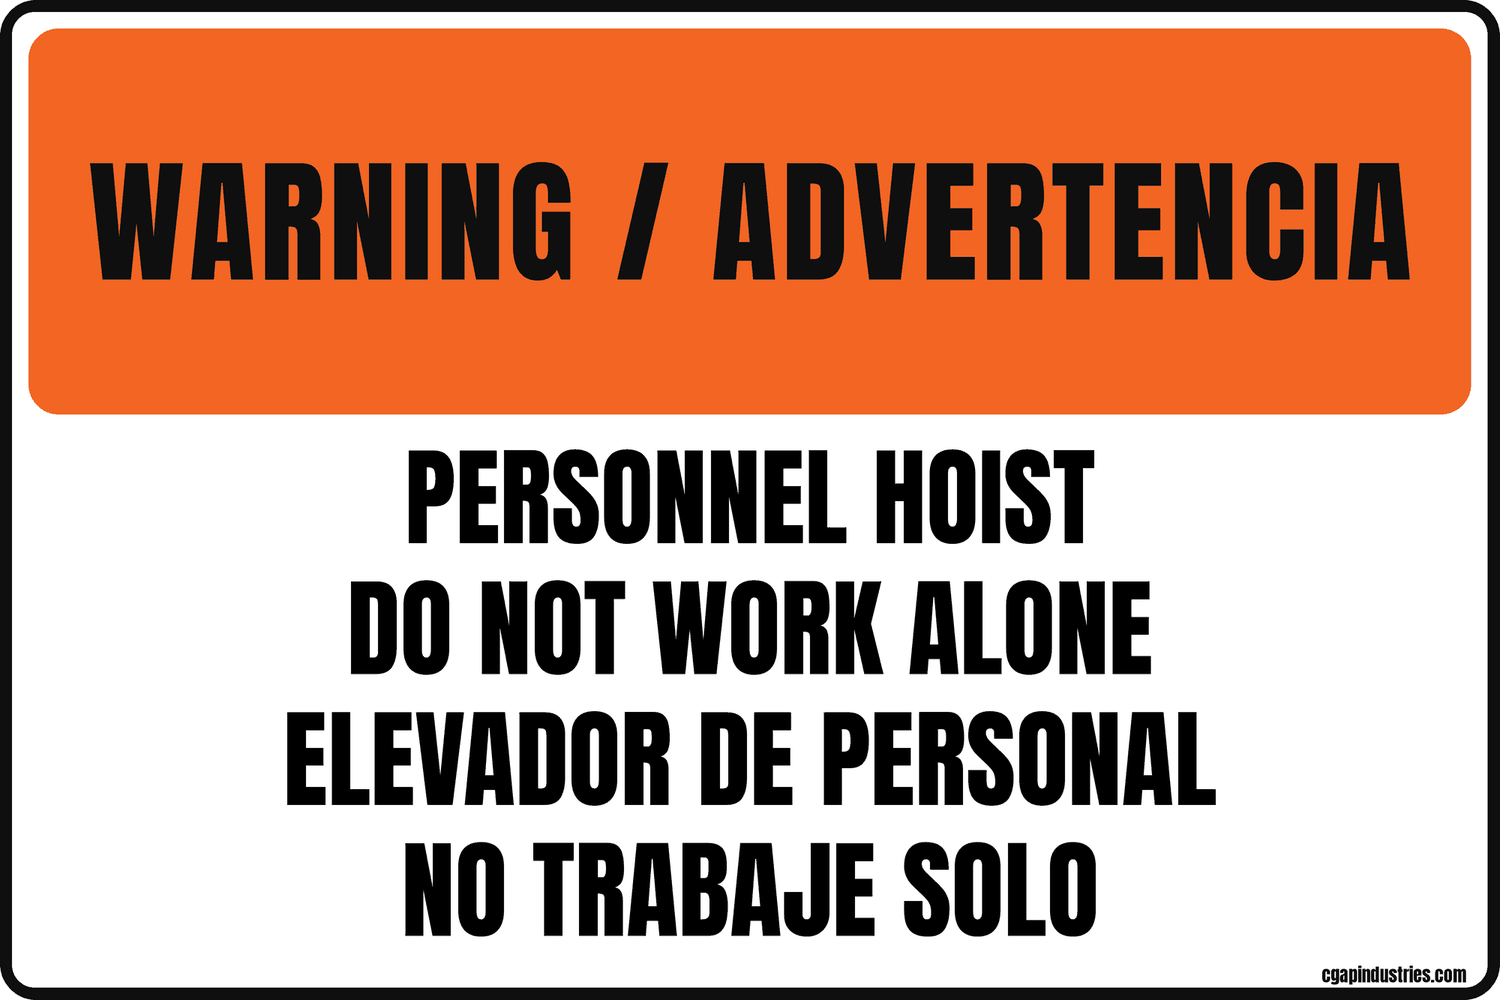 WARNING / ADVERTENCIA
PERSONNEL HOIST
DO NOT WORK ALONE
ELEVADOR DE PERSONAL
NO TRABAJE SOLO
cgapindustries.com